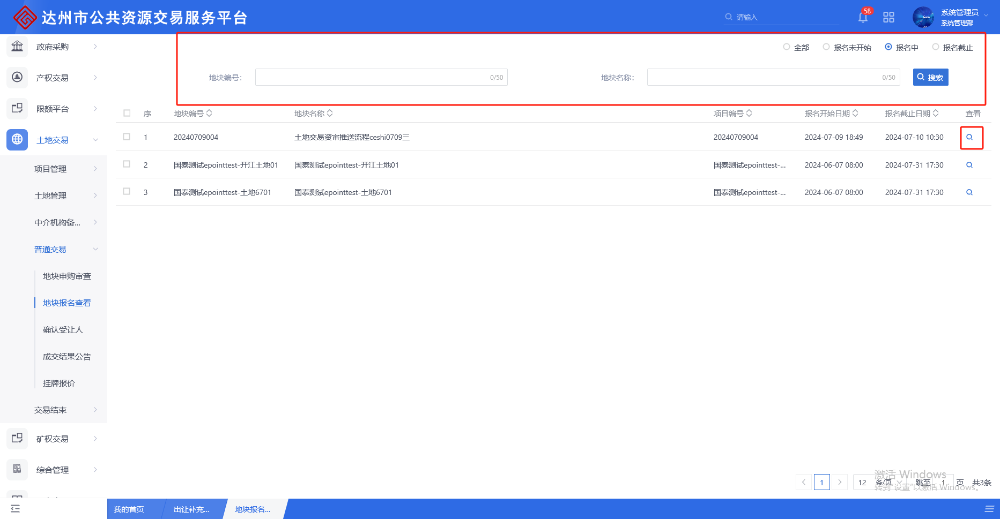 达州市公共资源交易服务平台
请输入
58
系统管理员
系统管理部
政府采购
产权交易
限额平台
土地交易
项目管理
土地管理
中介机构备...
普通交易
地块申购审查
地块报名查看
确认受让人
成交结果公告
挂牌报价
交易结束
矿权交易
综合管理
全部 报名未开始 报名中 报名截止
地块编号： 0/50 地块名称： 0/50 搜索
序 地块编号 地块名称 项目编号 报名开始日期 报名截止日期 查看
1 20240709004 土地交易资审推送流程ceshi0709三 20240709004 2024-07-09 18:49 2024-07-10 10:30
2 国泰测试epointtest-开江土地01 国泰测试epointtest-开江土地01 国泰测试epointtest-... 2024-06-07 08:00 2024-07-31 17:30
3 国泰测试epointtest-土地6701 国泰测试epointtest-土地6701 国泰测试epointtest-... 2024-06-07 08:00 2024-07-31 17:30
激活 Windows
1 12 条/页 跳至 1 页 共3条
转到"设置"以激活 Windows。
我的首页 出让补充... 地块报名...